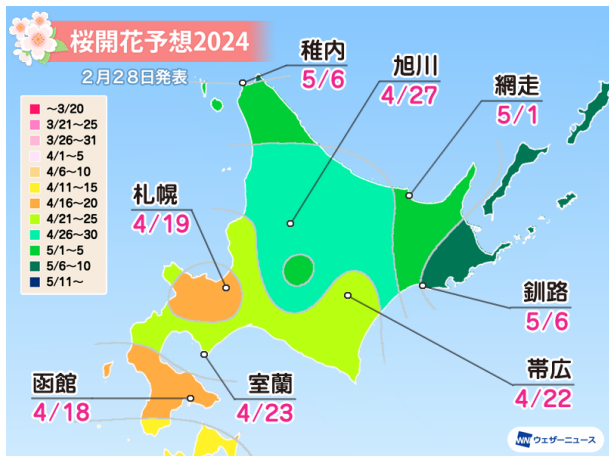 桜開花予想2024
2月28日発表
～3/20
3/21～25
3/26～31
4/1～5
4/6～10
4/11～15
4/16～20
4/21～25
4/26～30
5/1～5
5/6～10
5/11～
稚内
5/6
旭川
4/27
網走
5/1
札幌
4/19
釧路
5/6
帯広
4/22
函館
4/18
室蘭
4/23
WN ウェザーニュース